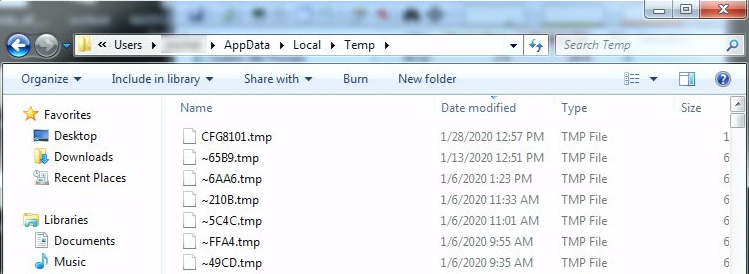 « Users ▸ ▸ AppData ▸ Local ▸ Temp ▸ Search Temp
Organize Include in library Share with Burn New folder
Favorites
Desktop
Downloads
Recent Places
Libraries
Documents
Music
Name Date modified Type Size
CFG8101.tmp 1/28/2020 12:57 PM TMP File 1
~65B9.tmp 1/13/2020 12:51 PM TMP File 6
~6AA6.tmp 1/6/2020 1:23 PM TMP File 6
~210B.tmp 1/6/2020 11:33 AM TMP File 6
~5C4C.tmp 1/6/2020 11:01 AM TMP File 6
~FFA4.tmp 1/6/2020 9:55 AM TMP File 6
~49CD.tmp 1/6/2020 9:35 AM TMP File 6